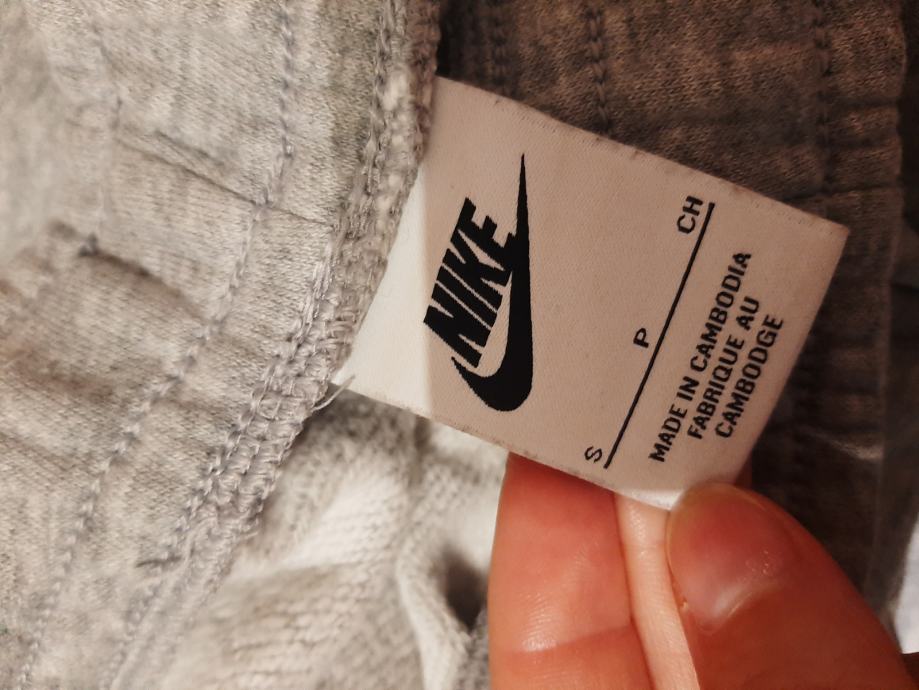 NIKE
S P CH
MADE IN CAMBODIA
FABRIQUE AU
CAMBODGE